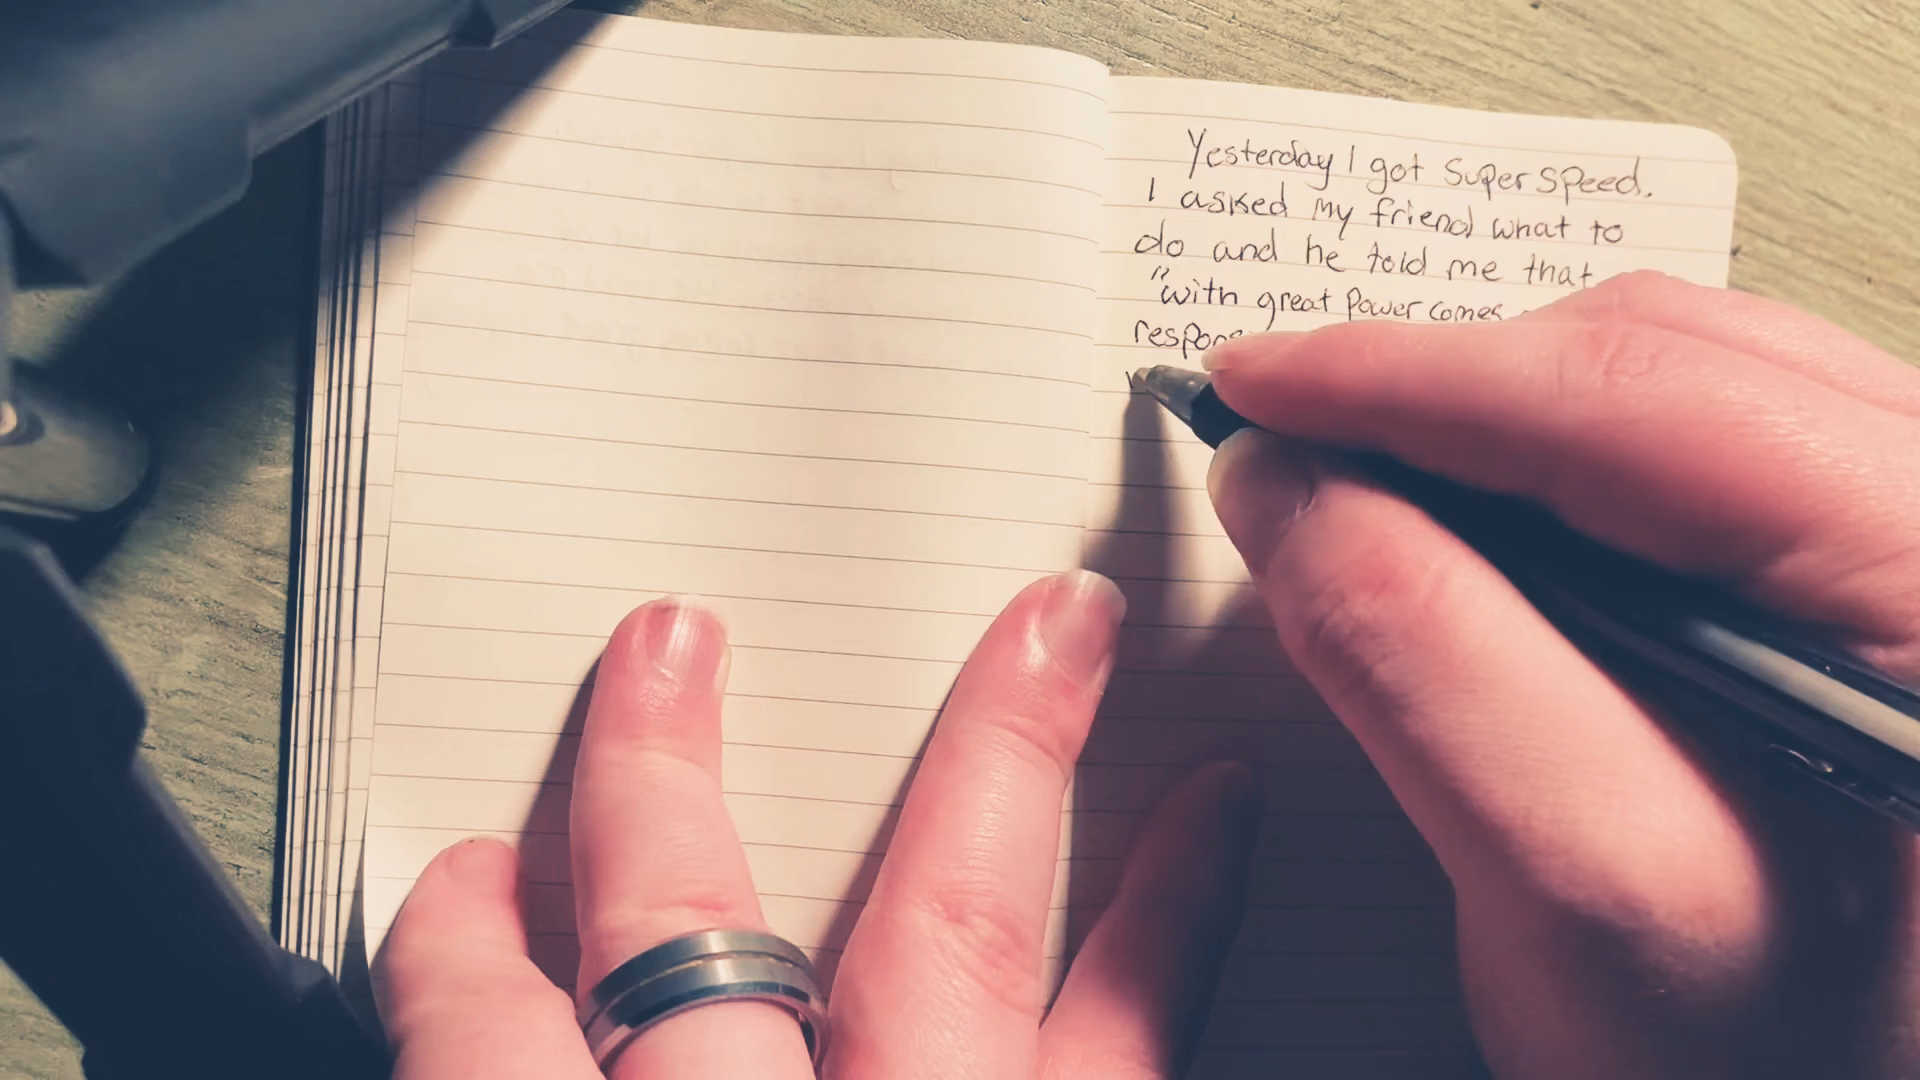 Yesterday I got Super Speed.
I asked my friend what to
do and he told me that
"with great Power comes